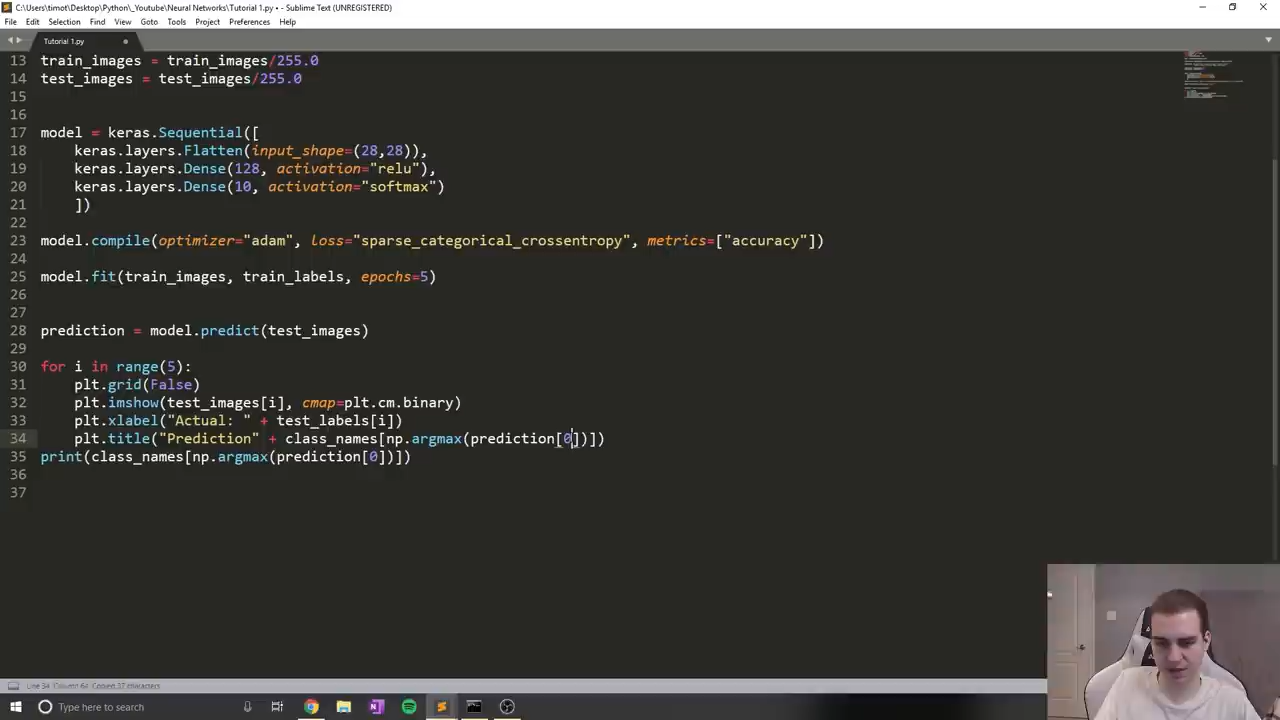 C:\Users\timot\Desktop\Python\_Youtube\Neural Networks\Tutorial 1.py • - Sublime Text (UNREGISTERED)
File Edit Selection Find View Goto Tools Project Preferences Help
Tutorial 1.py
13 train_images = train_images/255.0
14 test_images = test_images/255.0
15
16
17 model = keras.Sequential([
18 keras.layers.Flatten(input_shape=(28,28)),
19 keras.layers.Dense(128, activation="relu"),
20 keras.layers.Dense(10, activation="softmax")
21 ])
22
23 model.compile(optimizer="adam", loss="sparse_categorical_crossentropy", metrics=["accuracy"])
24
25 model.fit(train_images, train_labels, epochs=5)
26
27
28 prediction = model.predict(test_images)
29
30 for i in range(5):
31 plt.grid(False)
32 plt.imshow(test_images[i], cmap=plt.cm.binary)
33 plt.xlabel("Actual: " + test_labels[i])
34 plt.title("Prediction" + class_names[np.argmax(prediction[0])])
35 print(class_names[np.argmax(prediction[0])])
36
37
Line 34, Column 64; Copied 37 characters
Type here to search